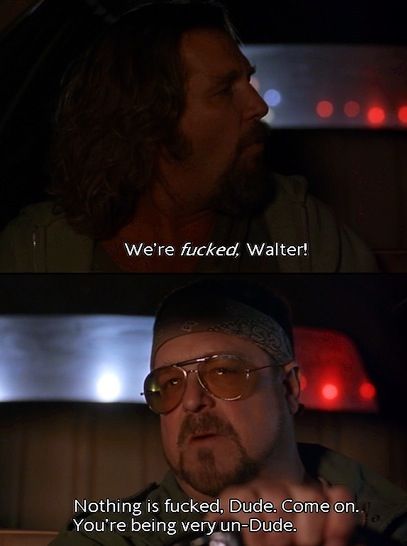 We're fucked, Walter!
Nothing is fucked, Dude. Come on.
You're being very un-Dude.